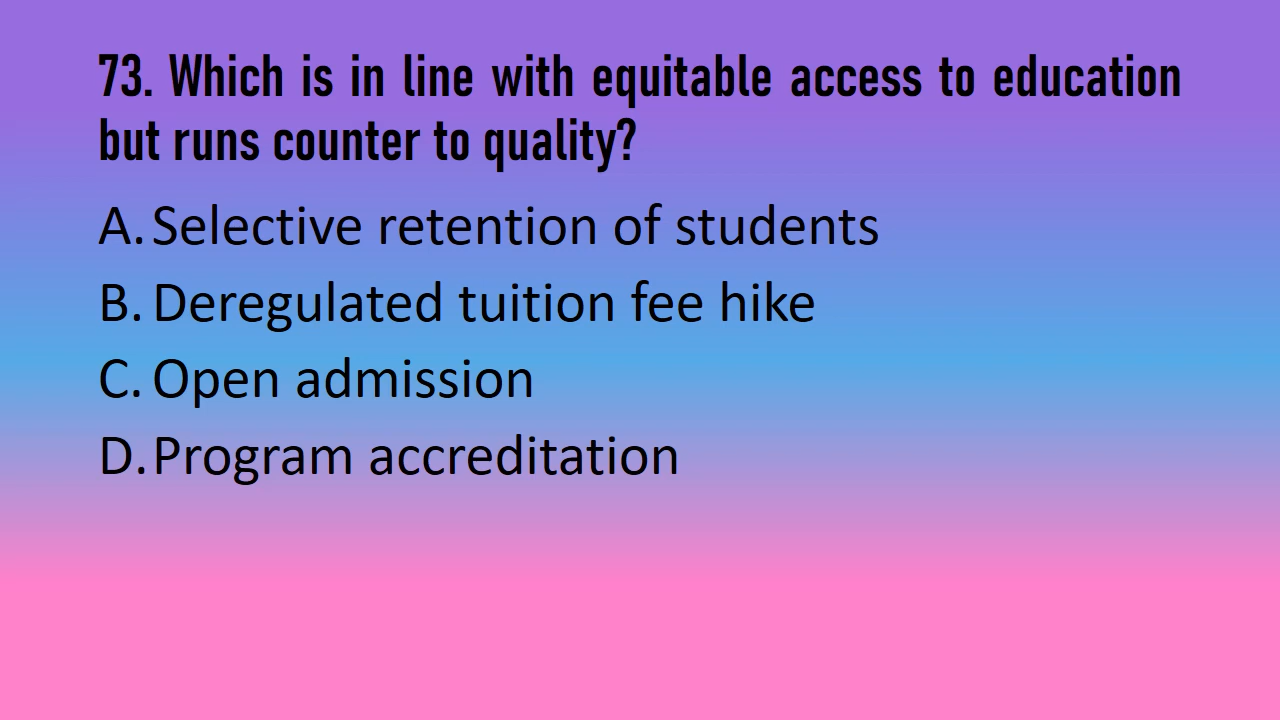 73. Which is in line with equitable access to education
but runs counter to quality?
A. Selective retention of students
B. Deregulated tuition fee hike
C. Open admission
D. Program accreditation